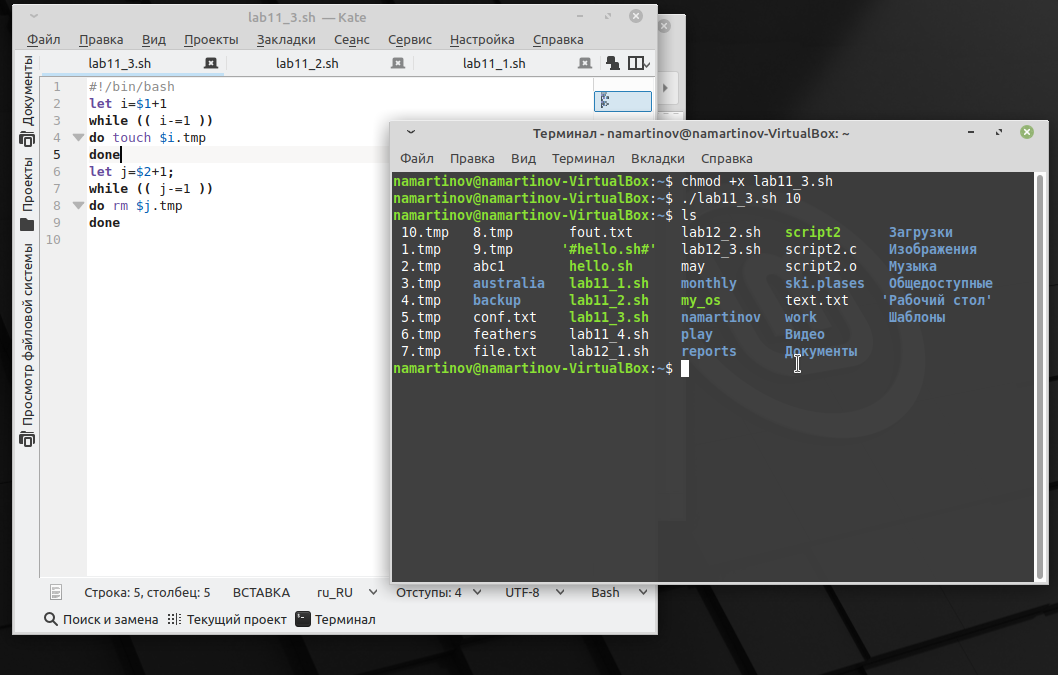 lab11_3.sh — Kate
Файл Правка Вид Проекты Закладки Сеанс Сервис Настройка Справка
lab11_3.sh lab11_2.sh lab11_1.sh
Документы
Проекты
Просмотр файловой системы
1 #!/bin/bash
2 let i=$1+1
3 while (( i-=1 ))
4 do touch $i.tmp
5 done
6 let j=$2+1;
7 while (( j-=1 ))
8 do rm $j.tmp
9 done
10
Строка: 5, столбец: 5 ВСТАВКА ru_RU Отступы: 4 UTF-8 Bash
Поиск и замена Текущий проект Терминал
Терминал - namartinov@namartinov-VirtualBox: ~
Файл Правка Вид Терминал Вкладки Справка
namartinov@namartinov-VirtualBox:~$ chmod +x lab11_3.sh
namartinov@namartinov-VirtualBox:~$ ./lab11_3.sh 10
namartinov@namartinov-VirtualBox:~$ ls
10.tmp 8.tmp fout.txt lab12_2.sh script2 Загрузки
1.tmp 9.tmp '#hello.sh#' lab12_3.sh script2.c Изображения
2.tmp abc1 hello.sh may script2.o Музыка
3.tmp australia lab11_1.sh monthly ski.plases Общедоступные
4.tmp backup lab11_2.sh my_os text.txt 'Рабочий стол'
5.tmp conf.txt lab11_3.sh namartinov work Шаблоны
6.tmp feathers lab11_4.sh play Видео
7.tmp file.txt lab12_1.sh reports Документы
namartinov@namartinov-VirtualBox:~$